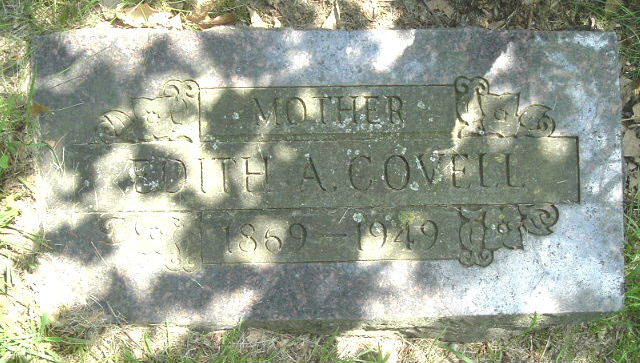 MOTHER
EDITH A. COVELL
1869 — 1949